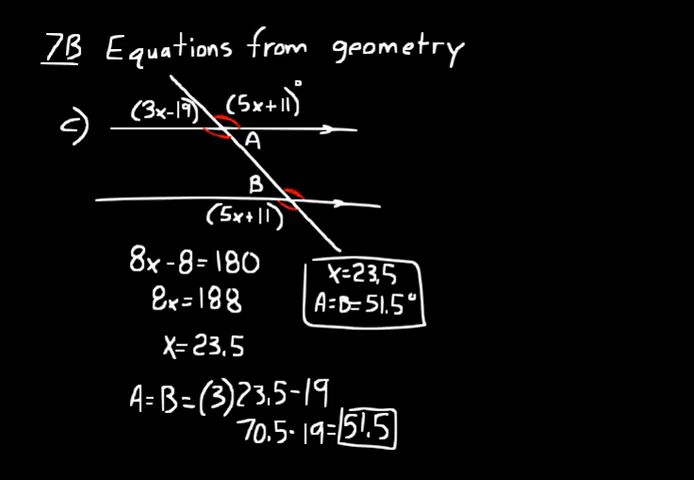 7B Equations from geometry
c) (3x-19) (5x+11)°
A
B
(5x+11)
8x-8=180
8x=188
x=23.5
x=23.5
A=B=51.5°
A=B=(3)23.5-19
70.5-19=51.5